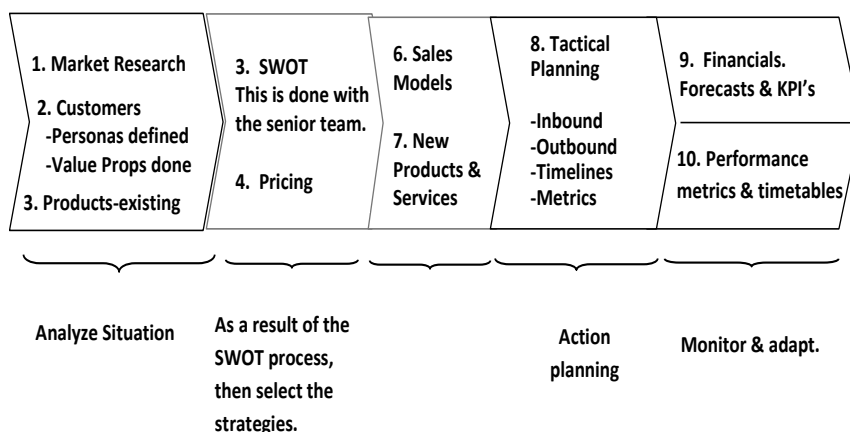 1. Market Research
2. Customers
-Personas defined
-Value Props done
3. Products-existing
3. SWOT
This is done with
the senior team.
4. Pricing
6. Sales
Models
7. New
Products &
Services
8. Tactical
Planning
-Inbound
-Outbound
-Timelines
-Metrics
9. Financials.
Forecasts & KPI's
10. Performance
metrics & timetables
Analyze Situation
As a result of the
SWOT process,
then select the
strategies.
Action
planning
Monitor & adapt.